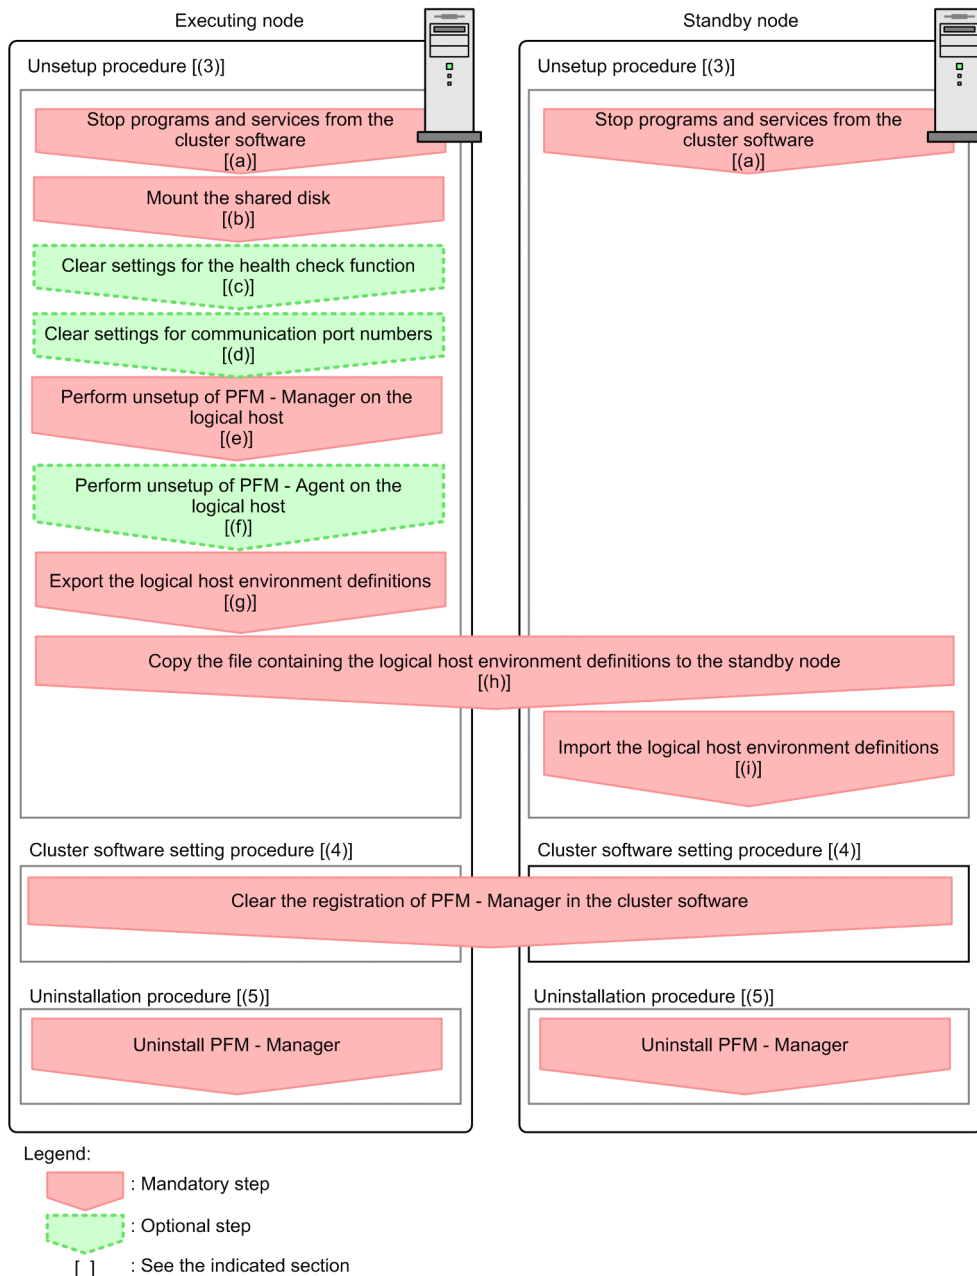 Executing node
Standby node
Unsetup procedure [(3)]
Unsetup procedure [(3)]
Stop programs and services from the
cluster software
[(a)]
Stop programs and services from the
cluster software
[(a)]
Mount the shared disk
[(b)]
Clear settings for the health check function
[(c)]
Clear settings for communication port numbers
[(d)]
Perform unsetup of PFM - Manager on the
logical host
[(e)]
Perform unsetup of PFM - Agent on the
logical host
[(f)]
Export the logical host environment definitions
[(g)]
Copy the file containing the logical host environment definitions to the standby node
[(h)]
Import the logical host environment definitions
[(i)]
Cluster software setting procedure [(4)]
Cluster software setting procedure [(4)]
Clear the registration of PFM - Manager in the cluster software
Uninstallation procedure [(5)]
Uninstallation procedure [(5)]
Uninstall PFM - Manager
Uninstall PFM - Manager
Legend:
: Mandatory step
: Optional step
[ ] : See the indicated section